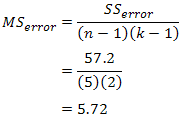 MS_error = SS_error / (n − 1)(k − 1)
= 57.2 / (5)(2)
= 5.72